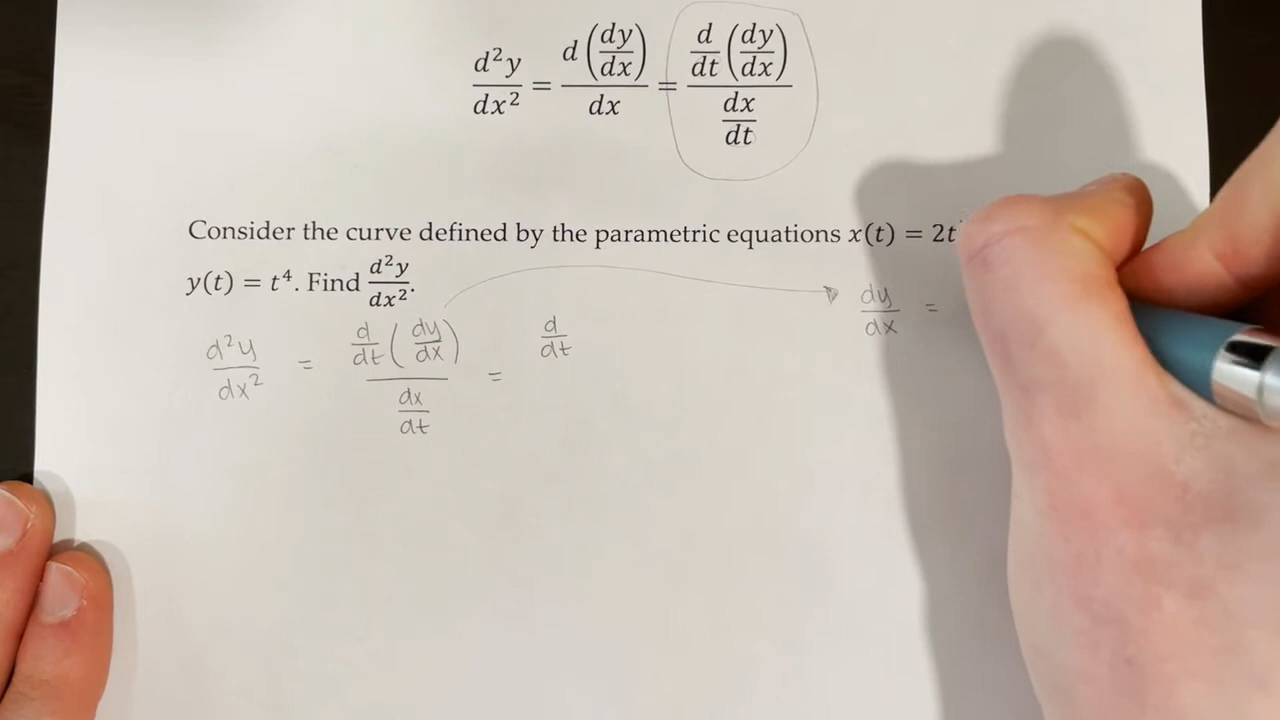 d²y/dx² = d(dy/dx)/dx = d/dt(dy/dx)/(dx/dt)
Consider the curve defined by the parametric equations x(t) = 2t
y(t) = t⁴. Find d²y/dx².
d²y/dx² = d/dt(dy/dx)/(dx/dt) = d/dt
dy/dx =